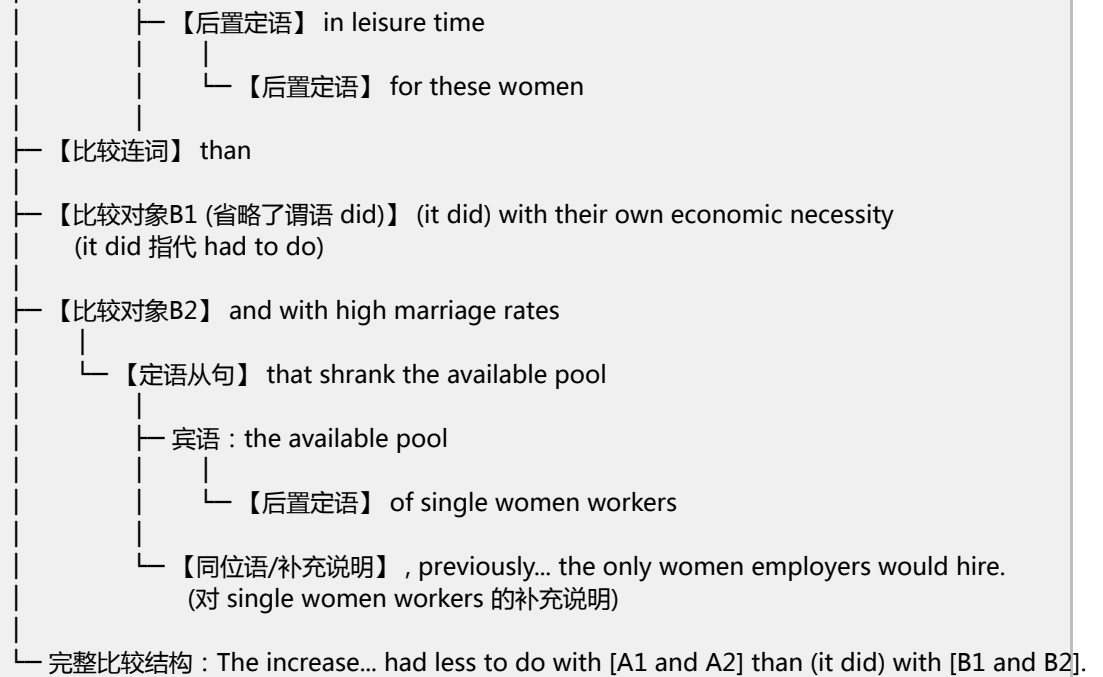 【后置定语】 in leisure time
【后置定语】 for these women
【比较连词】 than
【比较对象B1 (省略了谓语 did)】 (it did) with their own economic necessity
(it did 指代 had to do)
【比较对象B2】 and with high marriage rates
【定语从句】 that shrank the available pool
宾语：the available pool
【后置定语】 of single women workers
【同位语/补充说明】 , previously... the only women employers would hire.
(对 single women workers 的补充说明)
完整比较结构：The increase... had less to do with [A1 and A2] than (it did) with [B1 and B2].